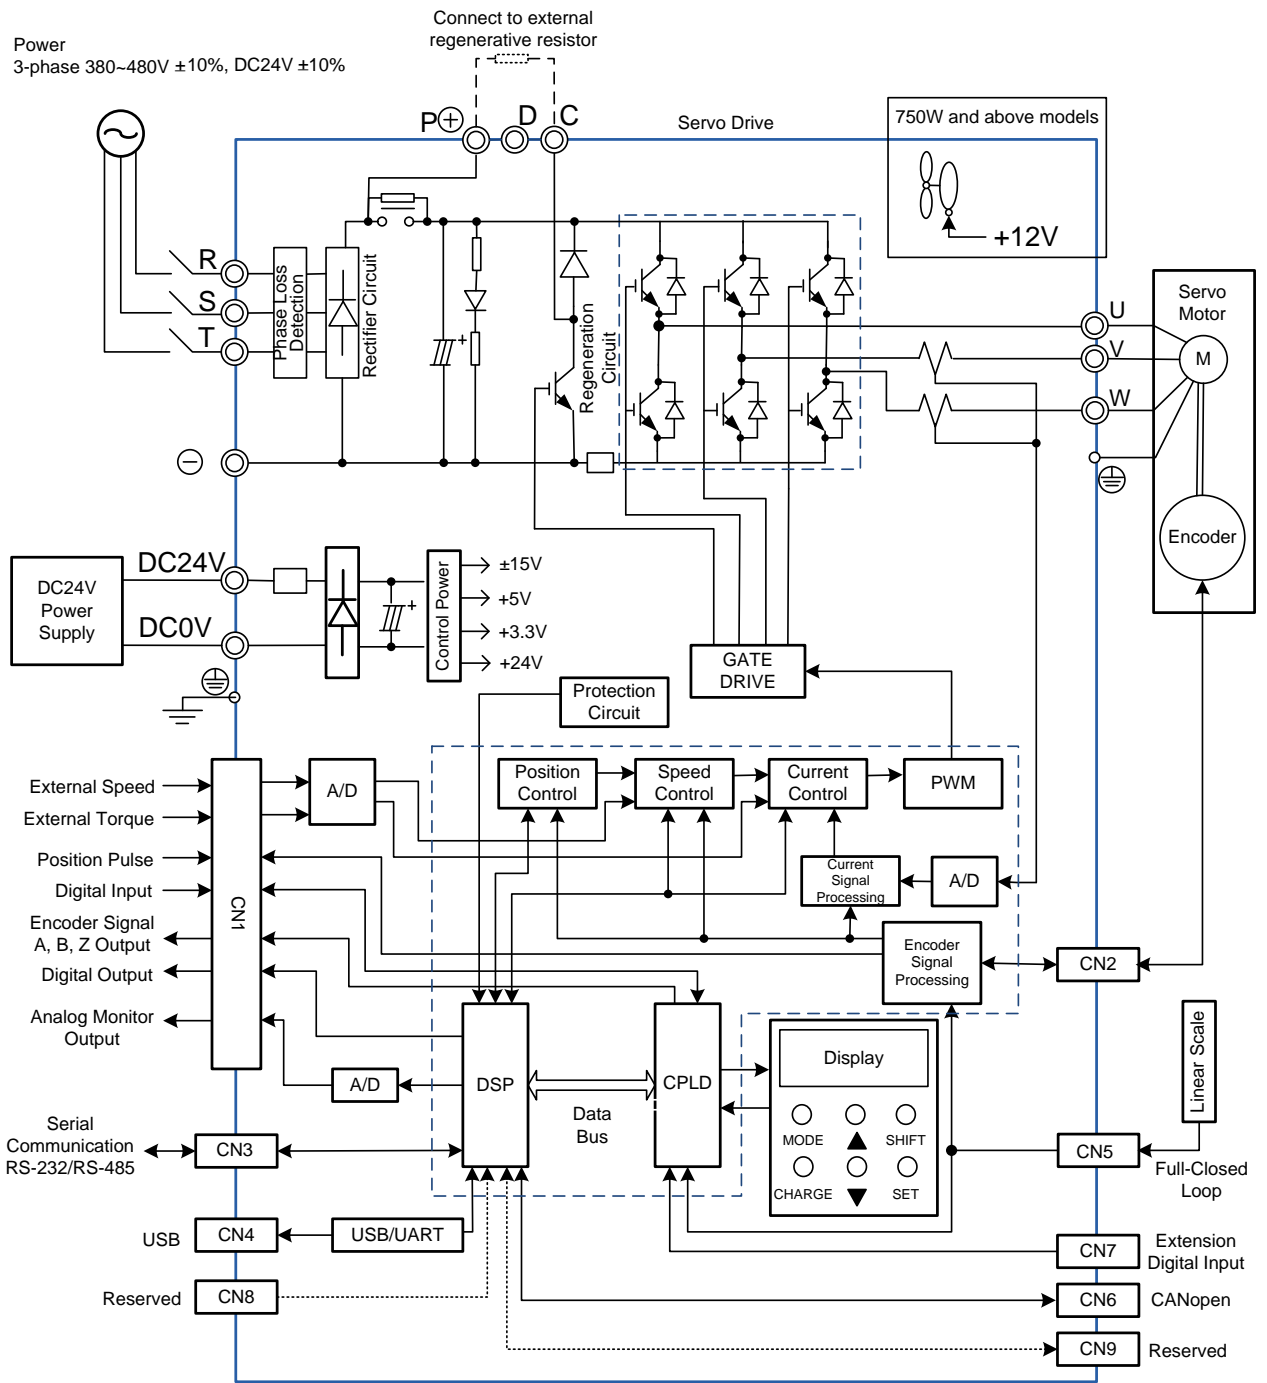 Connect to external
regenerative resistor
Power
3-phase 380~480V ±10%, DC24V ±10%
P⊕
D
C
Servo Drive
750W and above models
+12V
R
S
T
Phase Loss
Detection
Rectifier Circuit
+
Regeneration
Circuit
U
V
W
Servo
Motor
M
Encoder
DC24V
Power
Supply
DC24V
DC0V
+
Control Power
±15V
+5V
+3.3V
+24V
GATE
DRIVE
Protection
Circuit
External Speed
External Torque
Position Pulse
Digital Input
Encoder Signal
A, B, Z Output
Digital Output
Analog Monitor
Output
CN1
A/D
Position
Control
Speed
Control
Current
Control
PWM
Current
Signal
Processing
A/D
Encoder
Signal
Processing
CN2
A/D
DSP
Data
Bus
CPLD
Display
MODE
▲
SHIFT
CHARGE
▼
SET
Linear Scale
Serial
Communication
RS-232/RS-485
CN3
CN5
Full-Closed
Loop
USB
CN4
USB/UART
CN7
Extension
Digital Input
Reserved
CN8
CN6
CANopen
CN9
Reserved